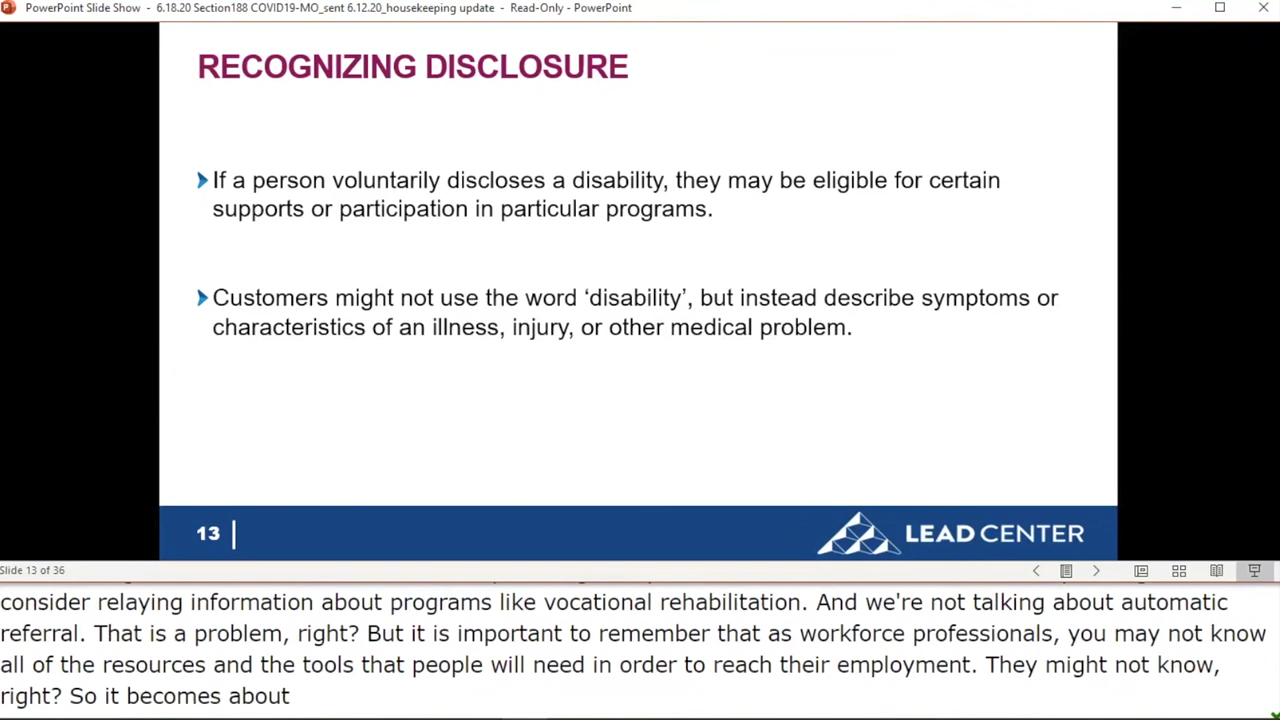 PowerPoint Slide Show - 6.18.20 Section188 COVID19-MO_sent 6.12.20_housekeeping update - Read-Only - PowerPoint
RECOGNIZING DISCLOSURE
If a person voluntarily discloses a disability, they may be eligible for certain
supports or participation in particular programs.
Customers might not use the word ‘disability’, but instead describe symptoms or
characteristics of an illness, injury, or other medical problem.
13
LEAD CENTER
Slide 13 of 36
consider relaying information about programs like vocational rehabilitation. And we're not talking about automatic
referral. That is a problem, right? But it is important to remember that as workforce professionals, you may not know
all of the resources and the tools that people will need in order to reach their employment. They might not know,
right? So it becomes about